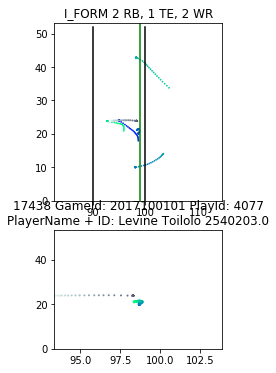 I_FORM 2 RB, 1 TE, 2 WR
50
40
30
20
10
0
90 100 110
17438 GameId: 2017100101 PlayId: 4077
PlayerName + ID: Levine Toilolo 2540203.0
40
20
0
95.0 97.5 100.0 102.5